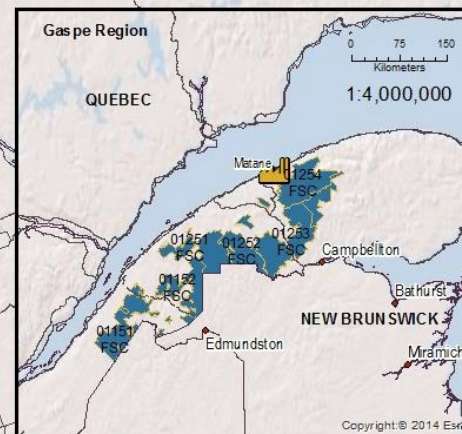 Gaspe Region
0 75 150
Kilometers
1:4,000,000
QUEBEC
Matane
01254
FSC
01253
FSC
01251
FSC
01252
FSC
Campbellton
01152
FSC
Bathurst
NEW BRUNSWICK
01151
FSC
Edmundston
Miramich
Copyright:© 2014 Esr